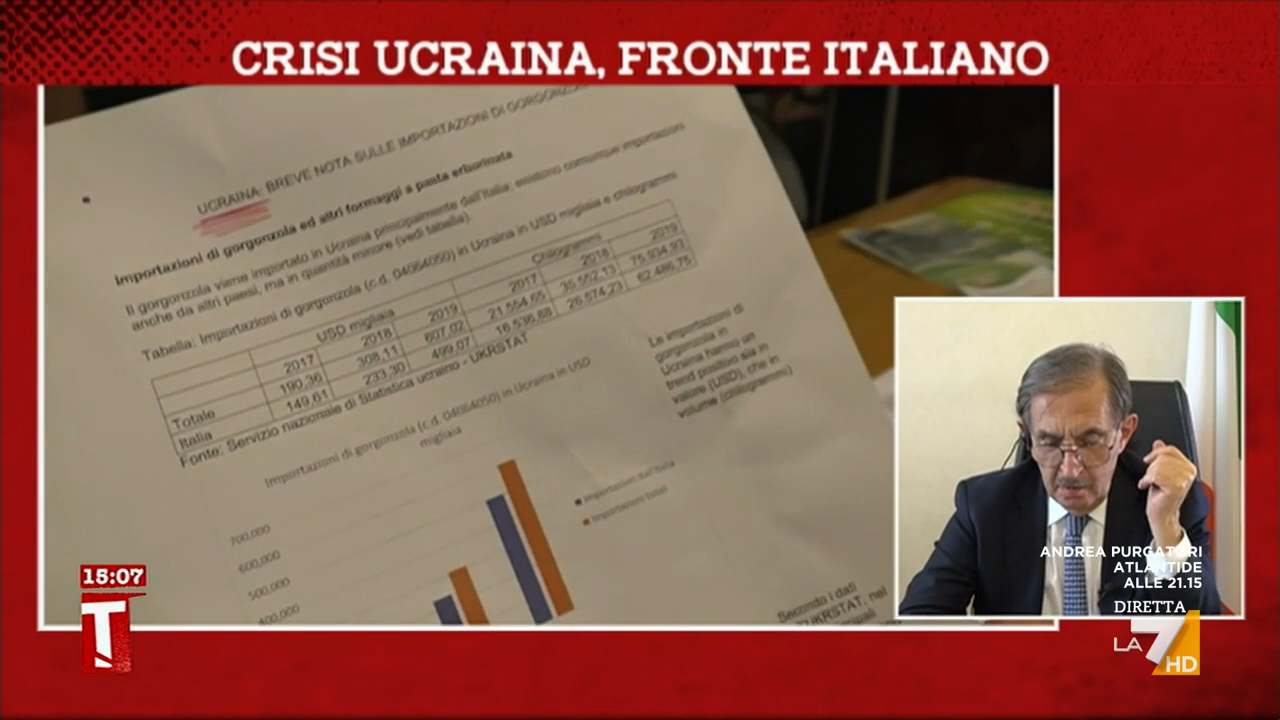 CRISI UCRAINA, FRONTE ITALIANO
UCRAINA: BREVE NOTA SULLE IMPORTAZIONI DI GORGONZOLA
Importazioni di gorgonzola ed altri formaggi a pasta erborinata
Il gorgonzola viene importato in Ucraina principalmente dall'Italia; esistono comunque importazioni
anche da altri paesi, ma in quantità minore (vedi tabella).
Tabella: Importazioni di gorgonzola (c.d. 04064050) in Ucraina in USD migliaia e chilogrammi
USD migliaia Chilogrammi
2017 2018 2019 2017 2018 2019
Totale 190,36 308,11 607,02 21.554,65 35.552,13 75.934,93
Italia 149,61 233,30 499,07 16.536,88 26.574,23 62.486,75
Fonte: Servizio nazionale di Statistica ucraino - UKRSTAT
Importazioni di gorgonzola (c.d. 04064050) in Ucraina in USD
migliaia
Le importazioni di
gorgonzola in
Ucraina hanno un
trend positivo sia in
valore (USD), che in
volume (chilogrammi)
Importazioni dall'Italia
Importazioni totali
700,000
600,000
500,000
400,000
Secondo i dati
UKRSTAT, nel
15:07
T
ANDREA PURGATORI
ATLANTIDE
ALLE 21.15
DIRETTA
LA 7 HD